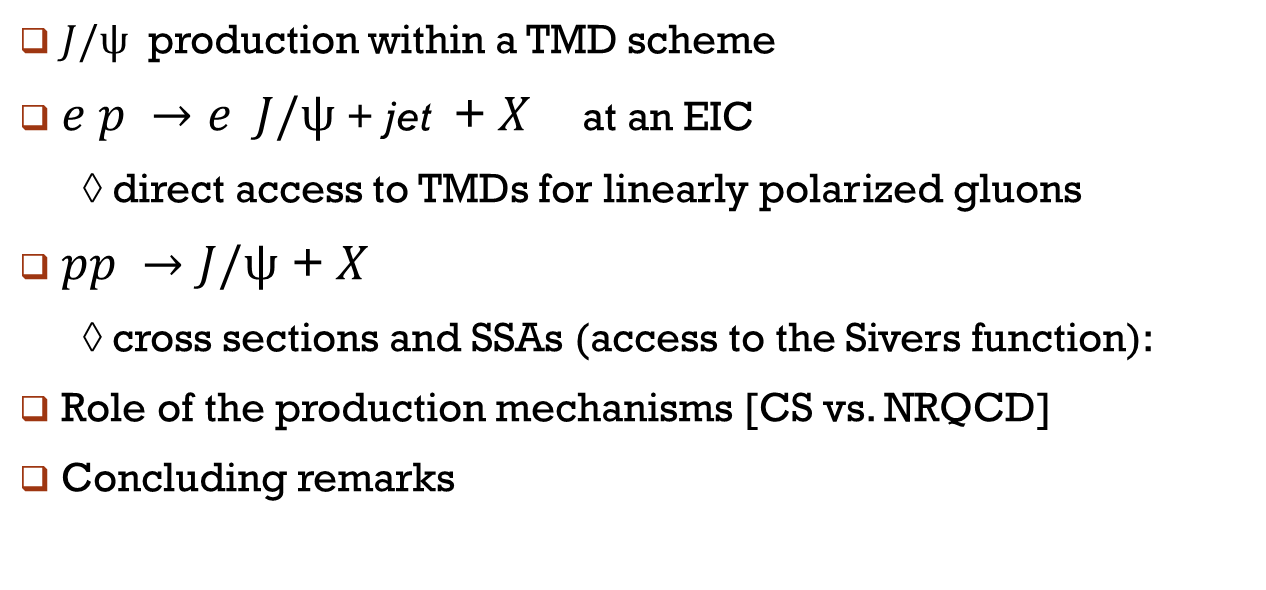 ❑ J/ψ production within a TMD scheme
❑ e p → e J/ψ + jet + X at an EIC
◊ direct access to TMDs for linearly polarized gluons
❑ pp → J/ψ + X
◊ cross sections and SSAs (access to the Sivers function):
❑ Role of the production mechanisms [CS vs. NRQCD]
❑ Concluding remarks